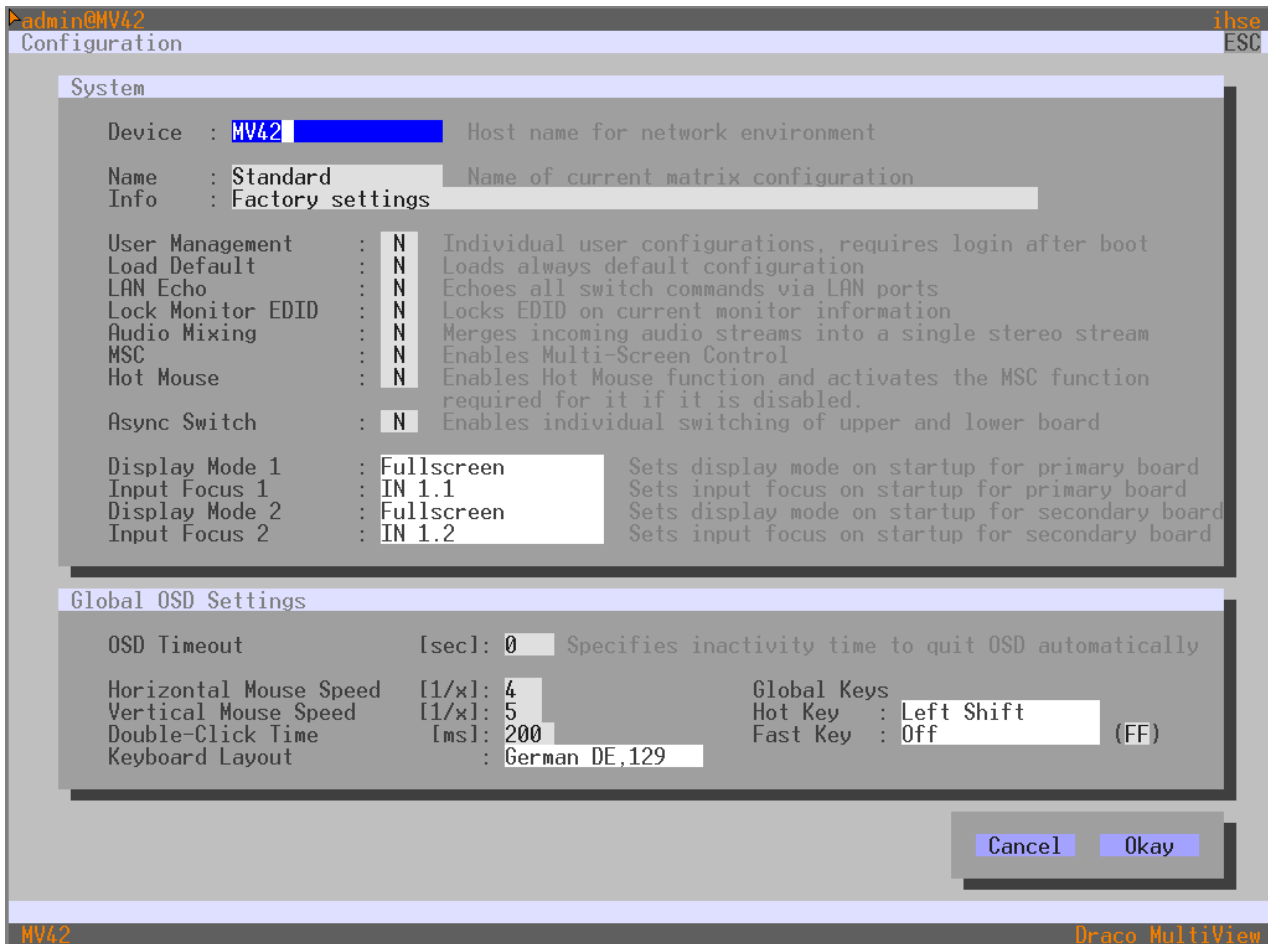 admin@MV42 ihse
Configuration ESC
System
Device : MV42 Host name for network environment
Name : Standard Name of current matrix configuration
Info : Factory settings
User Management : N Individual user configurations, requires login after boot
Load Default : N Loads always default configuration
LAN Echo : N Echoes all switch commands via LAN ports
Lock Monitor EDID : N Locks EDID on current monitor information
Audio Mixing : N Merges incoming audio streams into a single stereo stream
MSC : N Enables Multi-Screen Control
Hot Mouse : N Enables Hot Mouse function and activates the MSC function
required for it if it is disabled.
Async Switch : N Enables individual switching of upper and lower board
Display Mode 1 : Fullscreen Sets display mode on startup for primary board
Input Focus 1 : IN 1.1 Sets input focus on startup for primary board
Display Mode 2 : Fullscreen Sets display mode on startup for secondary board
Input Focus 2 : IN 1.2 Sets input focus on startup for secondary board
Global OSD Settings
OSD Timeout [sec]: 0 Specifies inactivity time to quit OSD automatically
Horizontal Mouse Speed [1/x]: 4 Global Keys
Vertical Mouse Speed [1/x]: 5 Hot Key : Left Shift
Double-Click Time [ms]: 200 Fast Key : Off (FF)
Keyboard Layout : German DE,129
Cancel Okay
MV42 Draco MultiView